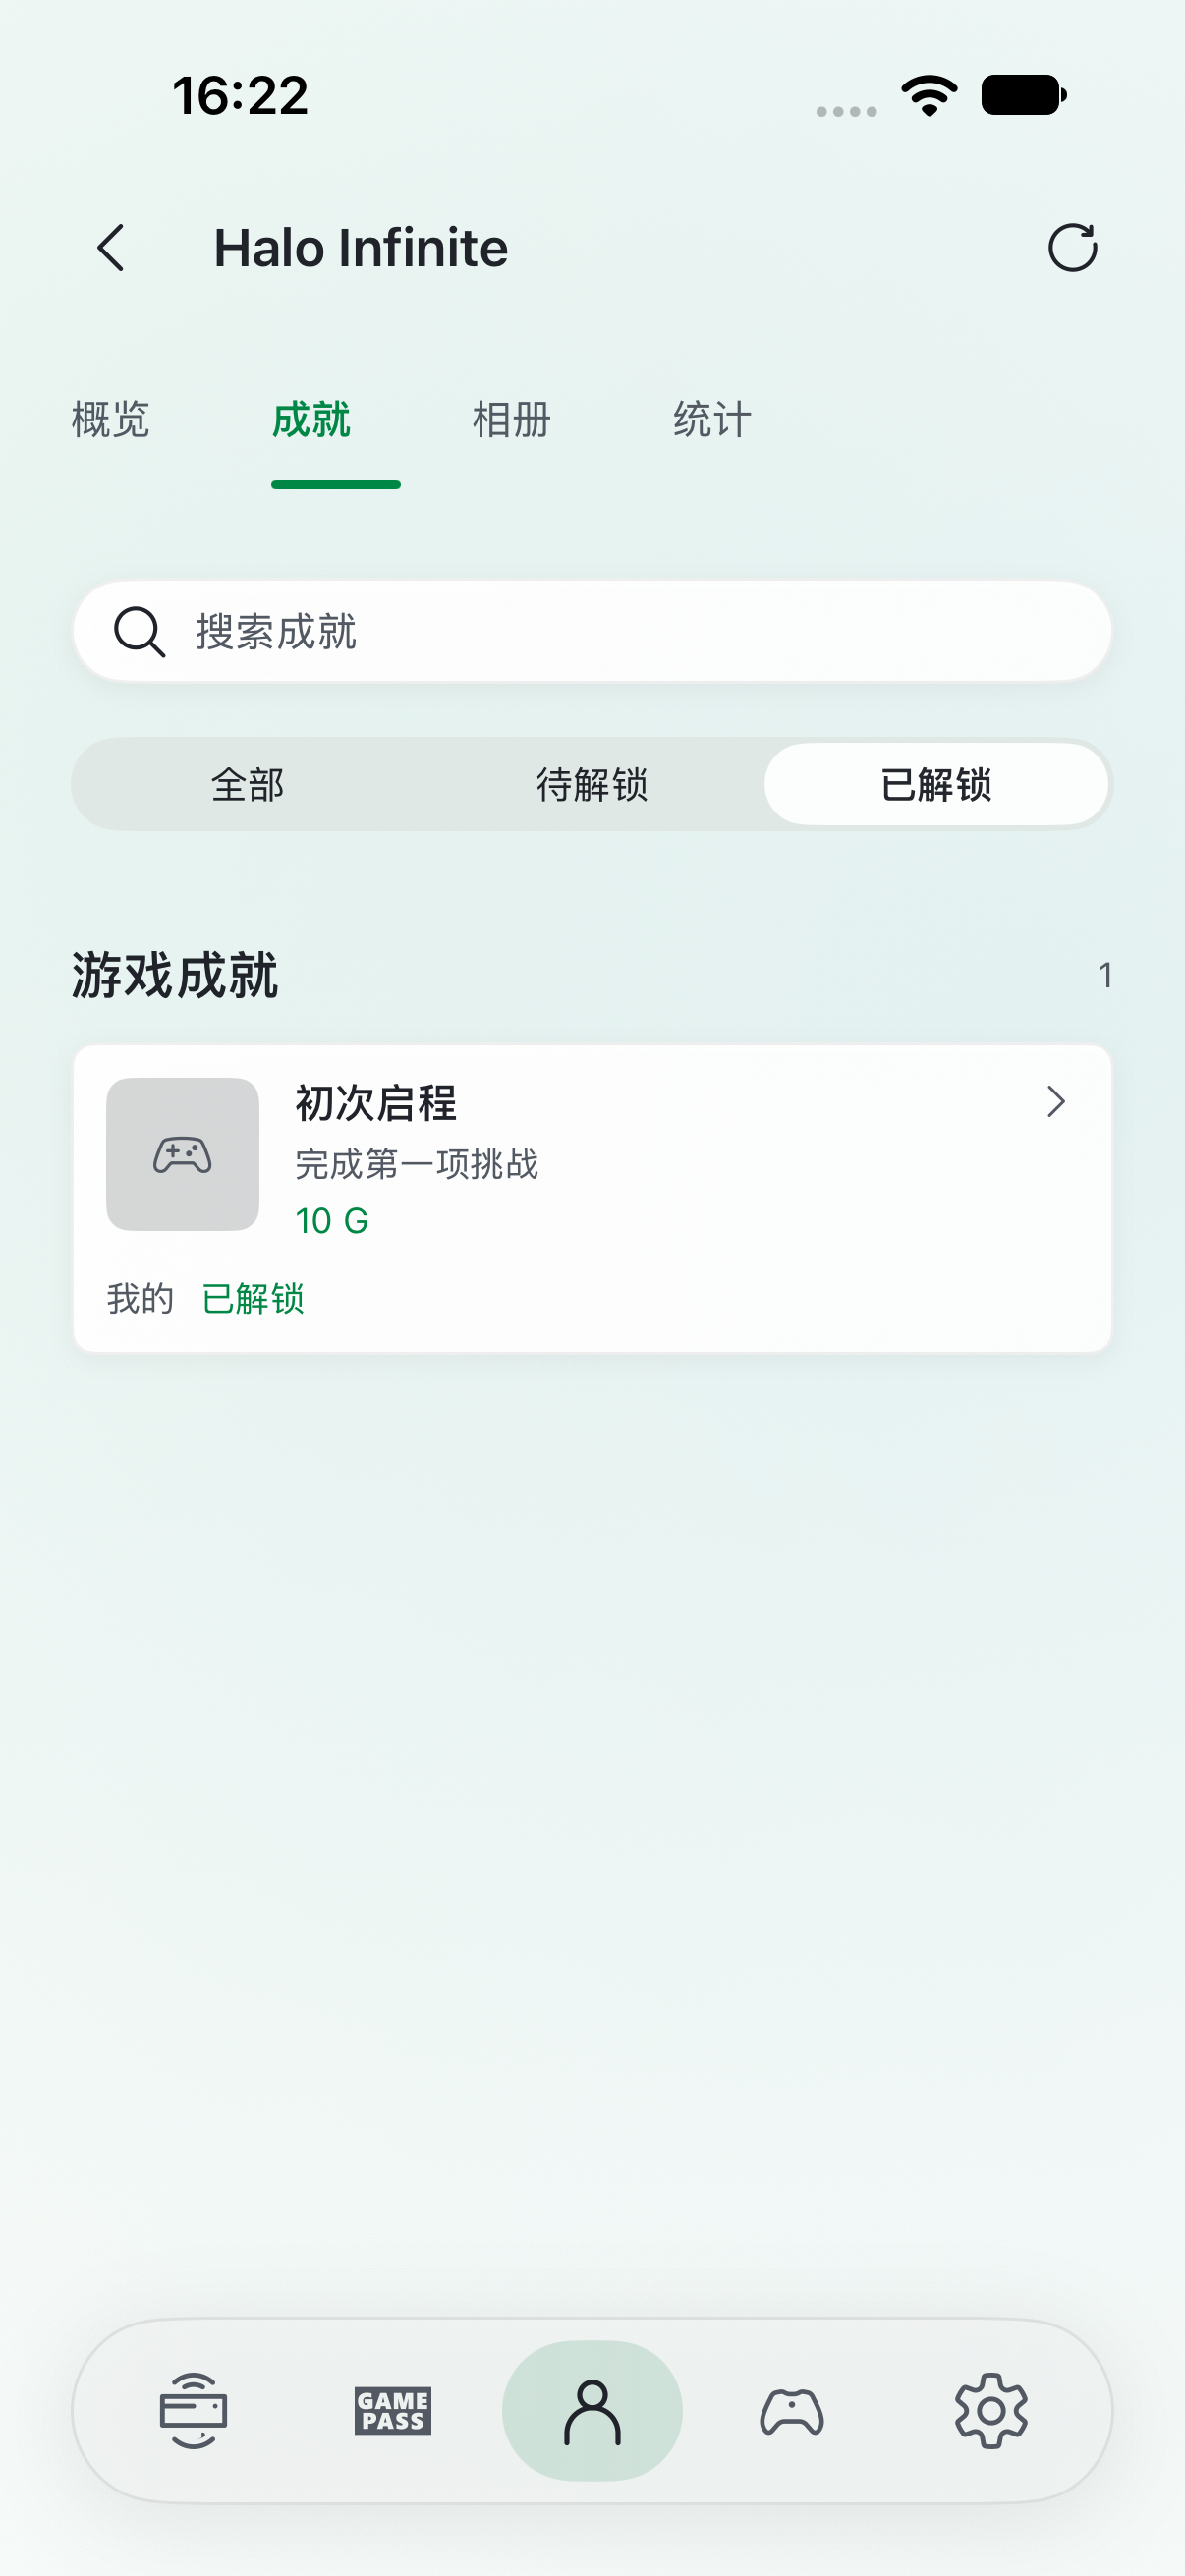 16:22
Halo Infinite
概览 成就 相册 统计
搜索成就
全部 待解锁 已解锁
游戏成就 1
初次启程
完成第一项挑战
10 G
我的 已解锁
GAME
PASS